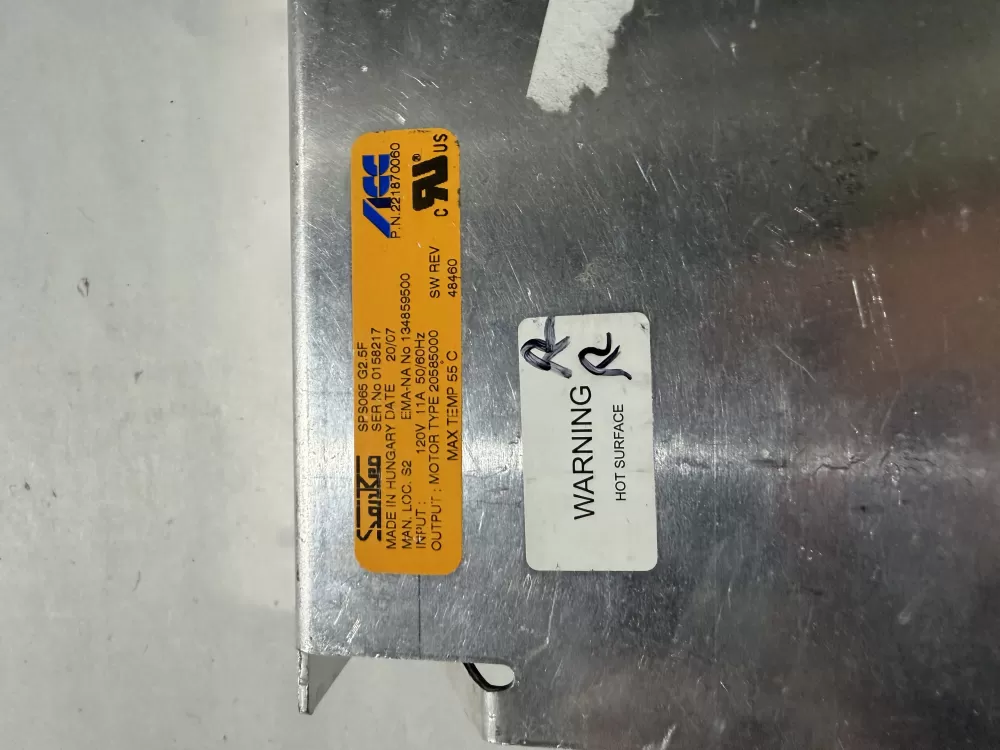 SanKen SPS065 G2.5F
SER No 0158217
MADE IN HUNGARY DATE 20/07
MAN. LOC. S2 EMA-NA No 134859500
INPUT : 120V 11A 50/60Hz
OUTPUT : MOTOR TYPE 20585000
MAX TEMP 55°C
SW REV
48460
ACC
P.N.221870060
C US ®
WARNING
HOT SURFACE
R
R